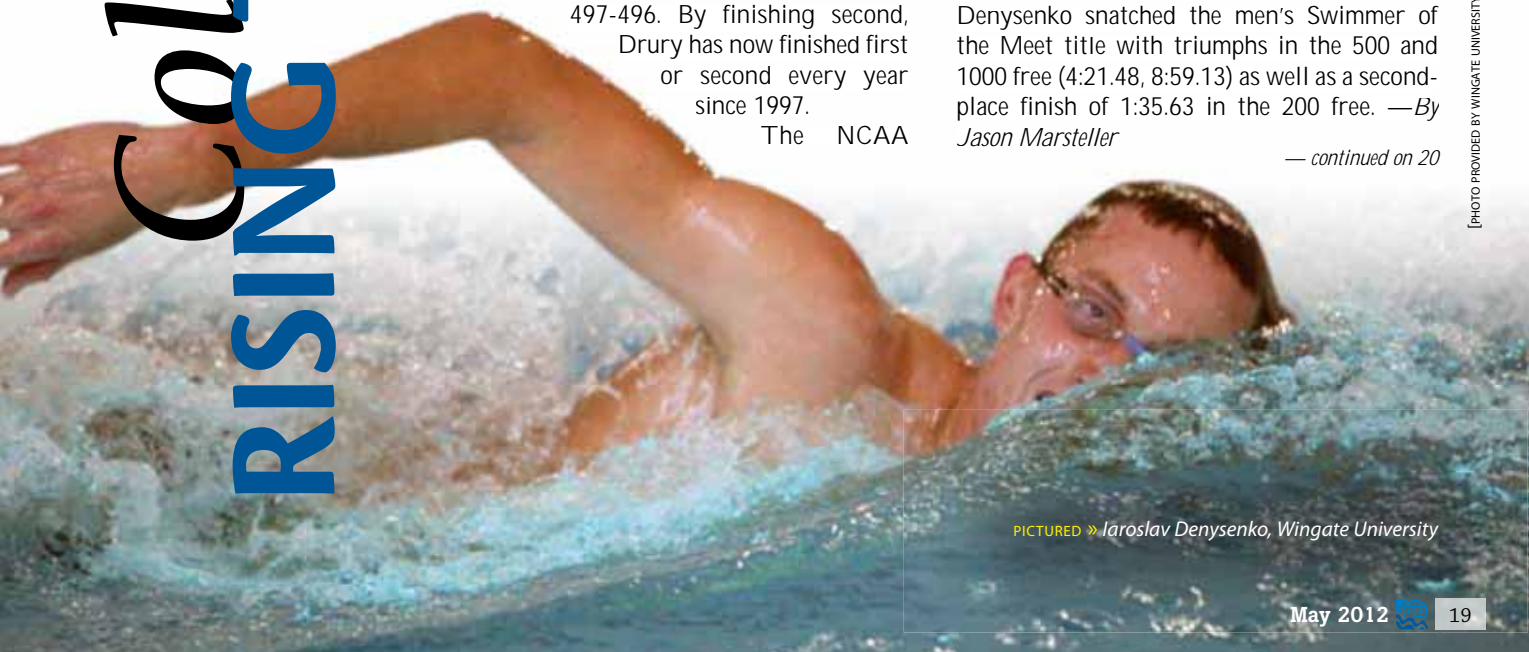 Col
RISING
497-496. By finishing second,
Drury has now finished first
or second every year
since 1997.
The NCAA
Denysenko snatched the men's Swimmer of
the Meet title with triumphs in the 500 and
1000 free (4:21.48, 8:59.13) as well as a second-
place finish of 1:35.63 in the 200 free. —By
Jason Marsteller
— continued on 20
[PHOTO PROVIDED BY WINGATE UNIVERSITY
PICTURED » Iaroslav Denysenko, Wingate University
May 2012 19